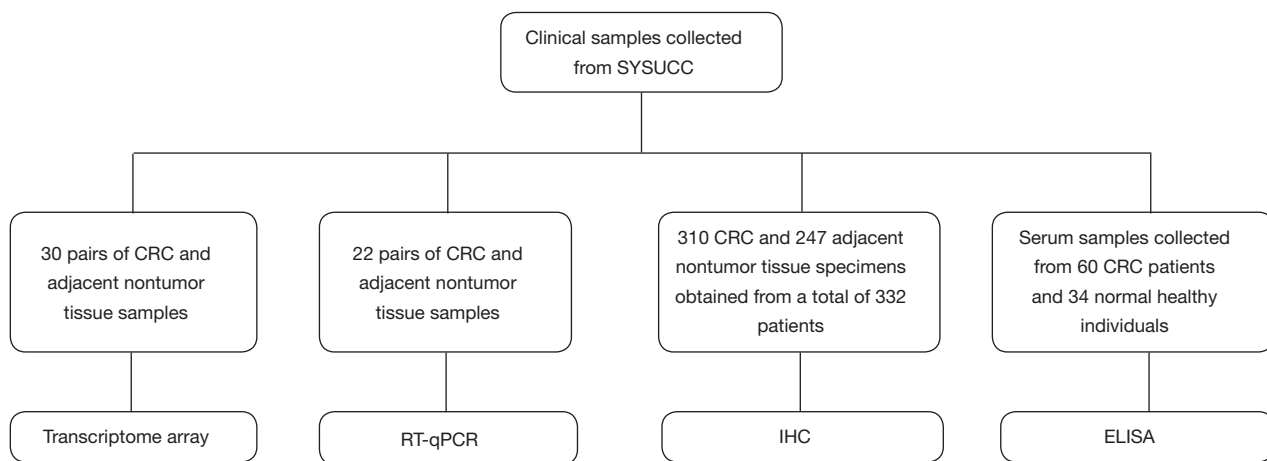 Clinical samples collected
from SYSUCC
30 pairs of CRC and
adjacent nontumor
tissue samples
22 pairs of CRC and
adjacent nontumor
tissue samples
310 CRC and 247 adjacent
nontumor tissue specimens
obtained from a total of 332
patients
Serum samples collected
from 60 CRC patients
and 34 normal healthy
individuals
Transcriptome array
RT-qPCR
IHC
ELISA